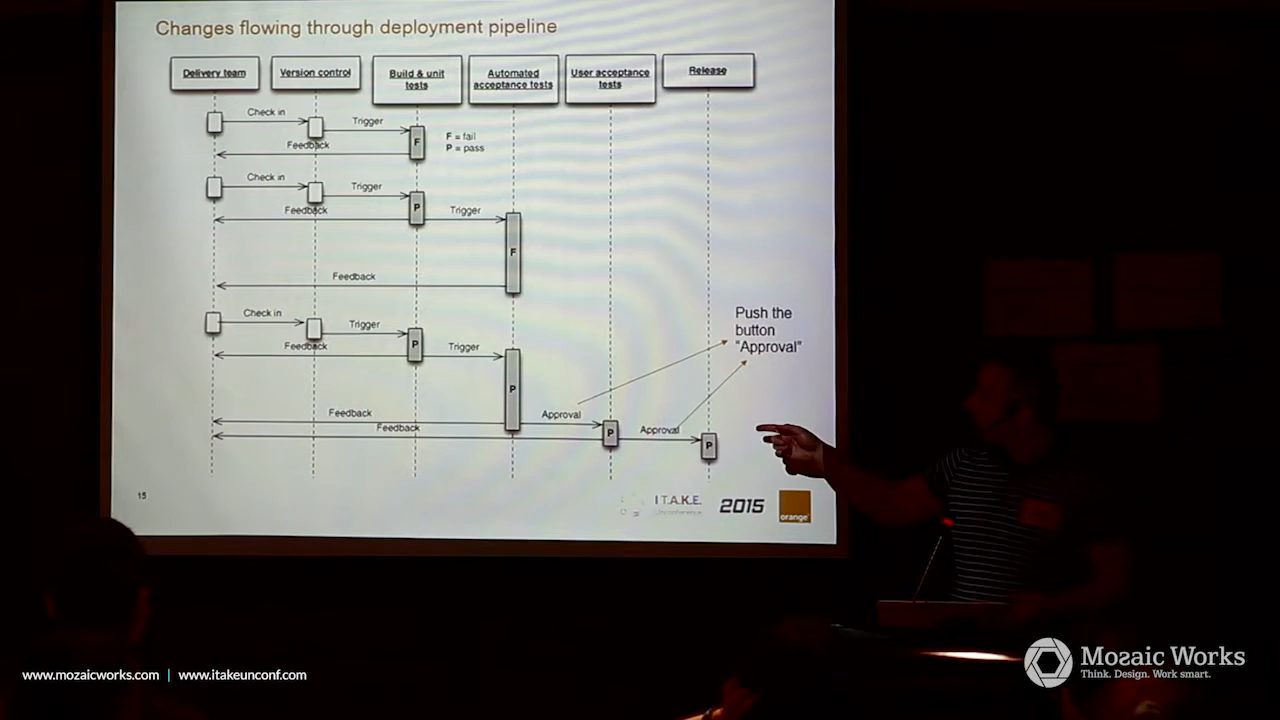 Changes flowing through deployment pipeline
Delivery team
Version control
Build & unit
tests
Automated
acceptance tests
User acceptance
tests
Release
Check in
Trigger
F
F = fail
P = pass
Feedback
Check in
Trigger
P
Feedback
Trigger
F
Feedback
Check in
Trigger
P
Feedback
Trigger
P
Push the
button
"Approval"
Feedback
Approval
Feedback
P
Approval
P
15
I T.A.K.E.
Unconference
2015
orange
www.mozaicworks.com | www.itakeunconf.com
Mozaic Works
Think. Design. Work smart.